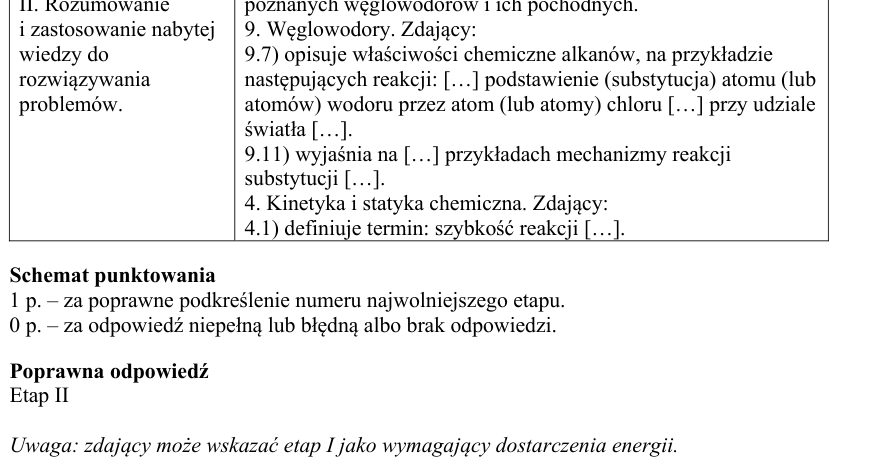 II. Rozumowanie
i zastosowanie nabytej
wiedzy do
rozwiązywania
problemów.
poznanych węglowodorów i ich pochodnych.
9. Węglowodory. Zdający:
9.7) opisuje właściwości chemiczne alkanów, na przykładzie
następujących reakcji: […] podstawienie (substytucja) atomu (lub
atomów) wodoru przez atom (lub atomy) chloru […] przy udziale
światła […].
9.11) wyjaśnia na […] przykładach mechanizmy reakcji
substytucji […].
4. Kinetyka i statyka chemiczna. Zdający:
4.1) definiuje termin: szybkość reakcji […].
Schemat punktowania
1 p. – za poprawne podkreślenie numeru najwolniejszego etapu.
0 p. – za odpowiedź niepełną lub błędną albo brak odpowiedzi.
Poprawna odpowiedź
Etap II
Uwaga: zdający może wskazać etap I jako wymagający dostarczenia energii.